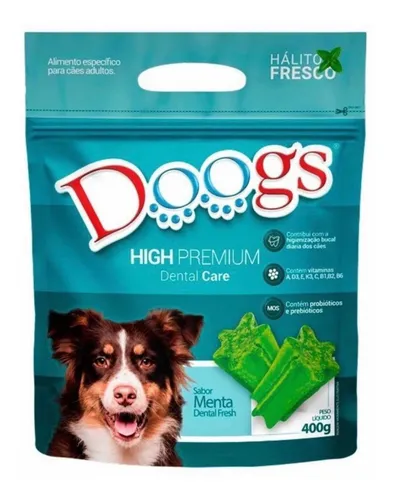 Alimento específico
para cães adultos.
HÁLITO
FRESCO
Doogs
HIGH PREMIUM
Dental Care
Contribui com a
higienização bucal
diária dos cães
Contém vitaminas
A, D3, E, K3, C, B1, B2, B6
MOS
Contém probióticos
e prebióticos
Sabor
Menta
Dental Fresh
PESO
LÍQUIDO
400g